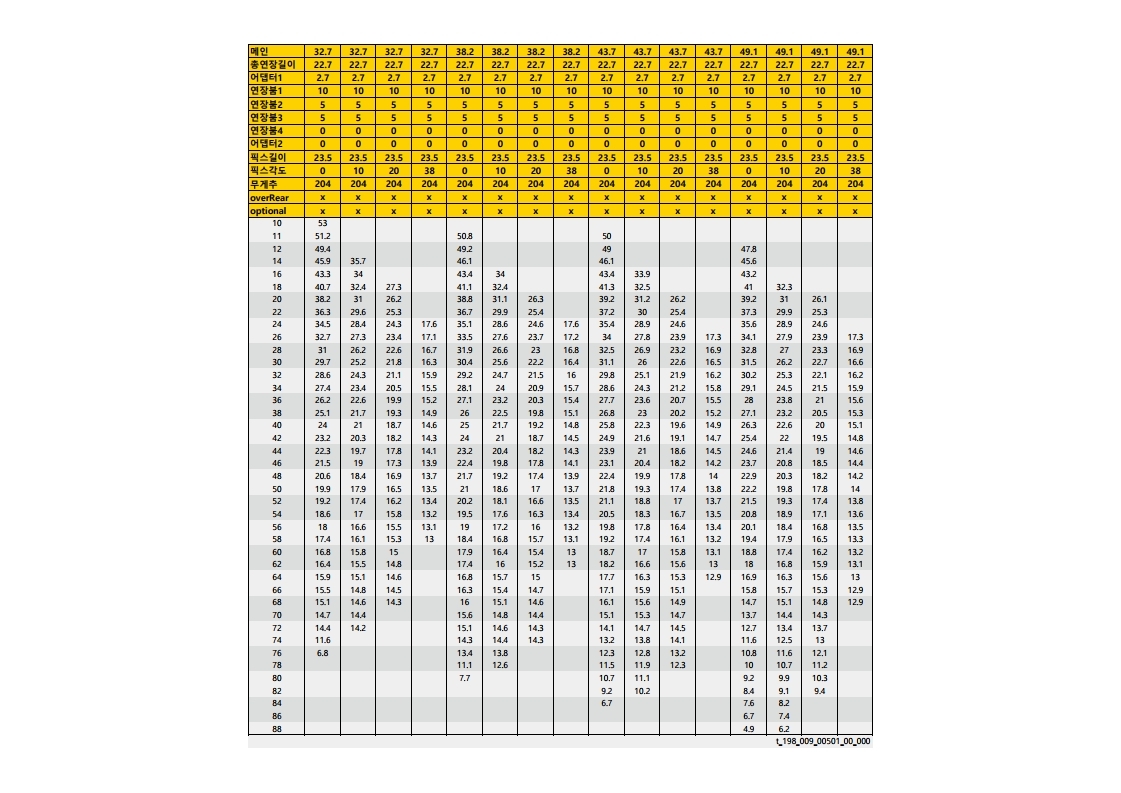 메인 32.7 32.7 32.7 32.7 38.2 38.2 38.2 38.2 43.7 43.7 43.7 43.7 49.1 49.1 49.1 49.1
총연장길이 22.7 22.7 22.7 22.7 22.7 22.7 22.7 22.7 22.7 22.7 22.7 22.7 22.7 22.7 22.7 22.7
어댑터1 2.7 2.7 2.7 2.7 2.7 2.7 2.7 2.7 2.7 2.7 2.7 2.7 2.7 2.7 2.7 2.7
연장붐1 10 10 10 10 10 10 10 10 10 10 10 10 10 10 10 10
연장붐2 5 5 5 5 5 5 5 5 5 5 5 5 5 5 5 5
연장붐3 5 5 5 5 5 5 5 5 5 5 5 5 5 5 5 5
연장붐4 0 0 0 0 0 0 0 0 0 0 0 0 0 0 0 0
어댑터2 0 0 0 0 0 0 0 0 0 0 0 0 0 0 0 0
픽스길이 23.5 23.5 23.5 23.5 23.5 23.5 23.5 23.5 23.5 23.5 23.5 23.5 23.5 23.5 23.5 23.5
픽스각도 0 10 20 38 0 10 20 38 0 10 20 38 0 10 20 38
무게추 204 204 204 204 204 204 204 204 204 204 204 204 204 204 204 204
overRear x x x x x x x x x x x x x x x x
optional x x x x x x x x x x x x x x x x
10 53
11 51.2 50.8 50
12 49.4 49.2 49 47.8
14 45.9 35.7 46.1 46.1 45.6
16 43.3 34 43.4 34 43.4 33.9 43.2
18 40.7 32.4 27.3 41.1 32.4 41.3 32.5 41 32.3
20 38.2 31 26.2 38.8 31.1 26.3 39.2 31.2 26.2 39.2 31 26.1
22 36.3 29.6 25.3 36.7 29.9 25.4 37.2 30 25.4 37.3 29.9 25.3
24 34.5 28.4 24.3 17.6 35.1 28.6 24.6 17.6 35.4 28.9 24.6 35.6 28.9 24.6
26 32.7 27.3 23.4 17.1 33.5 27.6 23.7 17.2 34 27.8 23.9 17.3 34.1 27.9 23.9 17.3
28 31 26.2 22.6 16.7 31.9 26.6 23 16.8 32.5 26.9 23.2 16.9 32.8 27 23.3 16.9
30 29.7 25.2 21.8 16.3 30.4 25.6 22.2 16.4 31.1 26 22.6 16.5 31.5 26.2 22.7 16.6
32 28.6 24.3 21.1 15.9 29.2 24.7 21.5 16 29.8 25.1 21.9 16.2 30.2 25.3 22.1 16.2
34 27.4 23.4 20.5 15.5 28.1 24 20.9 15.7 28.6 24.3 21.2 15.8 29.1 24.5 21.5 15.9
36 26.2 22.6 19.9 15.2 27.1 23.2 20.3 15.4 27.7 23.6 20.7 15.5 28 23.8 21 15.6
38 25.1 21.7 19.3 14.9 26 22.5 19.8 15.1 26.8 23 20.2 15.2 27.1 23.2 20.5 15.3
40 24 21 18.7 14.6 25 21.7 19.2 14.8 25.8 22.3 19.6 14.9 26.3 22.6 20 15.1
42 23.2 20.3 18.2 14.3 24 21 18.7 14.5 24.9 21.6 19.1 14.7 25.4 22 19.5 14.8
44 22.3 19.7 17.8 14.1 23.2 20.4 18.2 14.3 23.9 21 18.6 14.5 24.6 21.4 19 14.6
46 21.5 19 17.3 13.9 22.4 19.8 17.8 14.1 23.1 20.4 18.2 14.2 23.7 20.8 18.5 14.4
48 20.6 18.4 16.9 13.7 21.7 19.2 17.4 13.9 22.4 19.9 17.8 14 22.9 20.3 18.2 14.2
50 19.9 17.9 16.5 13.5 21 18.6 17 13.7 21.8 19.3 17.4 13.8 22.2 19.8 17.8 14
52 19.2 17.4 16.2 13.4 20.2 18.1 16.6 13.5 21.1 18.8 17 13.7 21.5 19.3 17.4 13.8
54 18.6 17 15.8 13.2 19.5 17.6 16.3 13.4 20.5 18.3 16.7 13.5 20.8 18.9 17.1 13.6
56 18 16.6 15.5 13.1 19 17.2 16 13.2 19.8 17.8 16.4 13.4 20.1 18.4 16.8 13.5
58 17.4 16.1 15.3 13 18.4 16.8 15.7 13.1 19.2 17.4 16.1 13.2 19.4 17.9 16.5 13.3
60 16.8 15.8 15 17.9 16.4 15.4 13 18.7 17 15.8 13.1 18.8 17.4 16.2 13.2
62 16.4 15.5 14.8 17.4 16 15.2 13 18.2 16.6 15.6 13 18 16.8 15.9 13.1
64 15.9 15.1 14.6 16.8 15.7 15 17.7 16.3 15.3 12.9 16.9 16.3 15.6 13
66 15.5 14.8 14.5 16.3 15.4 14.7 17.1 15.9 15.1 15.8 15.7 15.3 12.9
68 15.1 14.6 14.3 16 15.1 14.6 16.1 15.6 14.9 14.7 15.1 14.8 12.9
70 14.7 14.4 15.6 14.8 14.4 15.1 15.3 14.7 13.7 14.4 14.3
72 14.4 14.2 15.1 14.6 14.3 14.1 14.7 14.5 12.7 13.4 13.7
74 11.6 14.3 14.4 14.3 13.2 13.8 14.1 11.6 12.5 13
76 6.8 13.4 13.8 12.3 12.8 13.2 10.8 11.6 12.1
78 11.1 12.6 11.5 11.9 12.3 10 10.7 11.2
80 7.7 10.7 11.1 9.2 9.9 10.3
82 9.2 10.2 8.4 9.1 9.4
84 6.7 7.6 8.2
86 6.7 7.4
88 4.9 6.2
t_198_009_00501_00_000